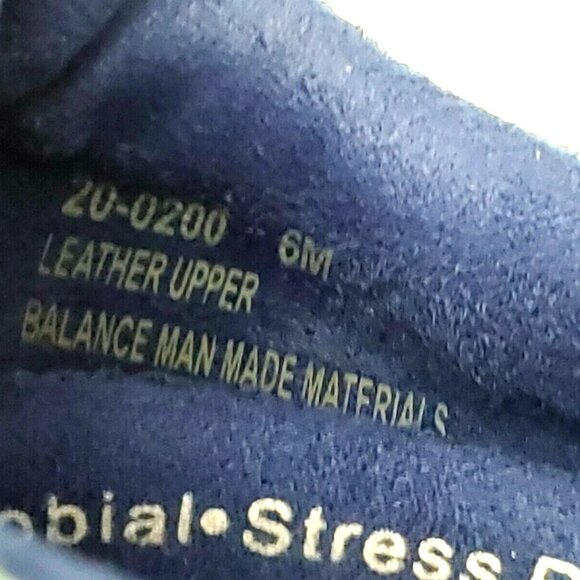 20-0200 6M
LEATHER UPPER
BALANCE MAN MADE MATERIALS
obial•Stress